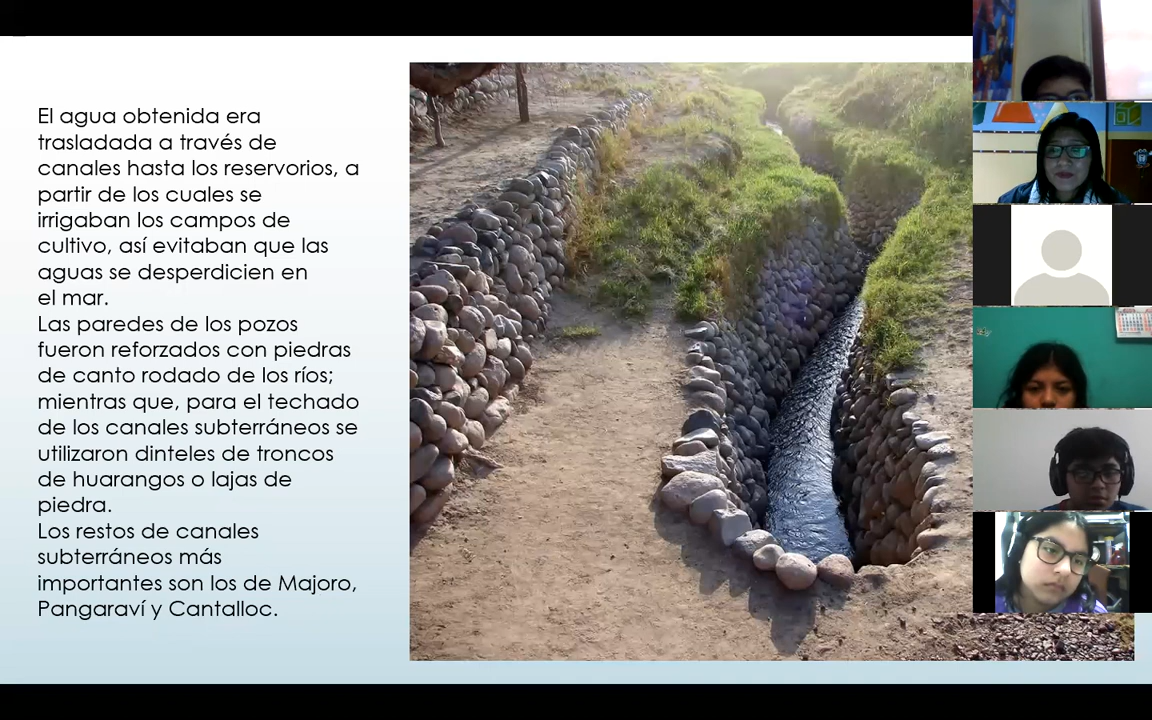 El agua obtenida era
trasladada a través de
canales hasta los reservorios, a
partir de los cuales se
irrigaban los campos de
cultivo, así evitaban que las
aguas se desperdicien en
el mar.
Las paredes de los pozos
fueron reforzados con piedras
de canto rodado de los ríos;
mientras que, para el techado
de los canales subterráneos se
utilizaron dinteles de troncos
de huarangos o lajas de
piedra.
Los restos de canales
subterráneos más
importantes son los de Majoro,
Pangaraví y Cantalloc.